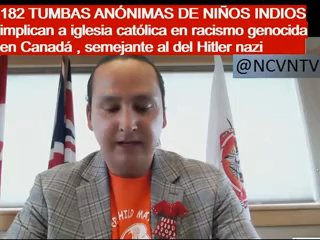 182 TUMBAS ANÓNIMAS DE NIÑOS INDIOS
implican a iglesia católica en racismo genocida
en Canadá , semejante al del Hitler nazi
@NCVNTV